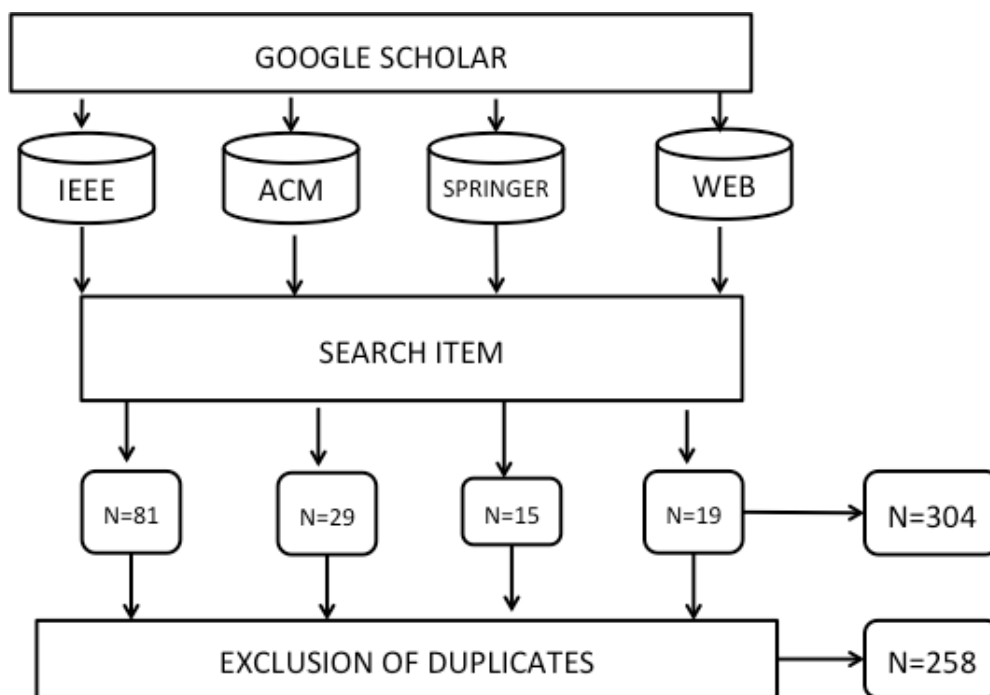 GOOGLE SCHOLAR
IEEE
ACM
SPRINGER
WEB
SEARCH ITEM
N=81
N=29
N=15
N=19
N=304
EXCLUSION OF DUPLICATES
N=258